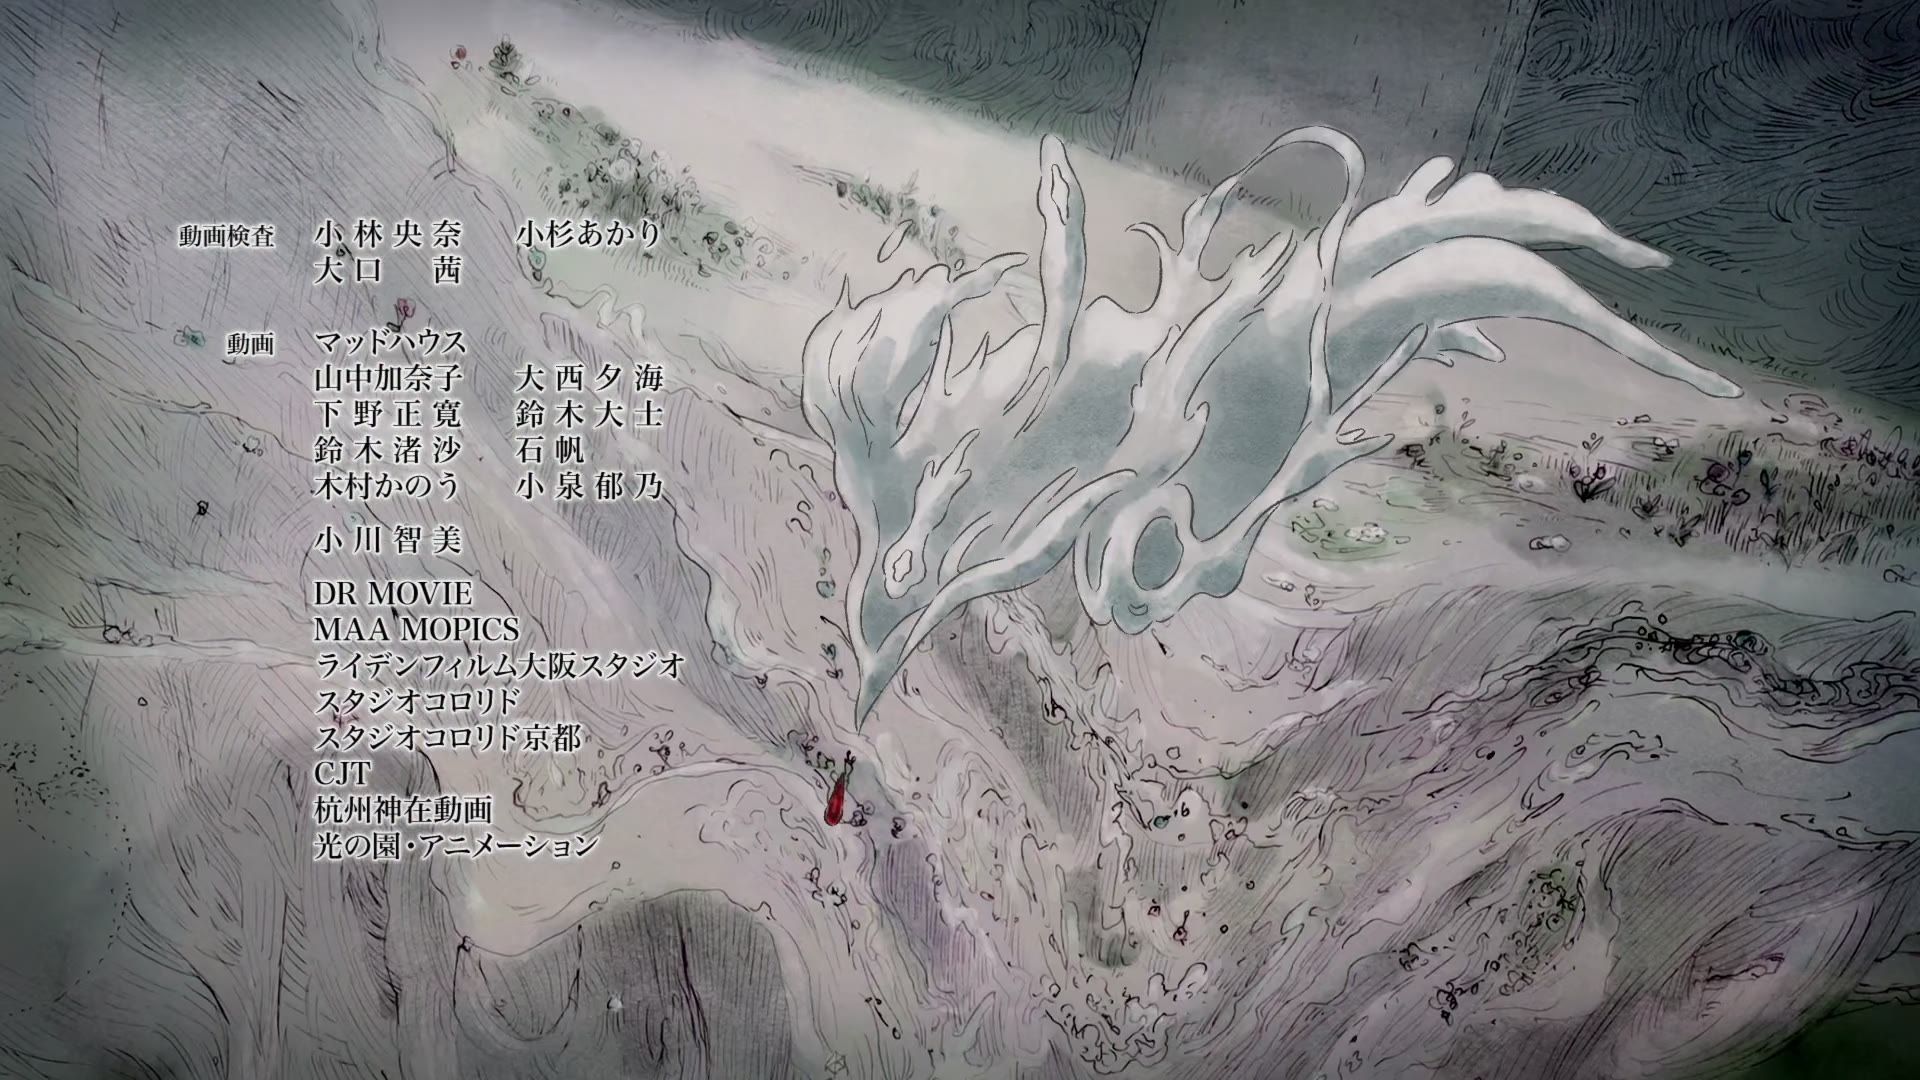 動画検査 小林央奈 小杉あかり
大口 茜
動画 マッドハウス
山中加奈子 大西夕海
下野正寛 鈴木大士
鈴木渚沙 石帆
木村かのう 小泉郁乃
小川智美
DR MOVIE
MAA MOPICS
ライデンフィルム大阪スタジオ
スタジオコロリド
スタジオコロリド京都
CJT
杭州神在動画
光の園・アニメーション